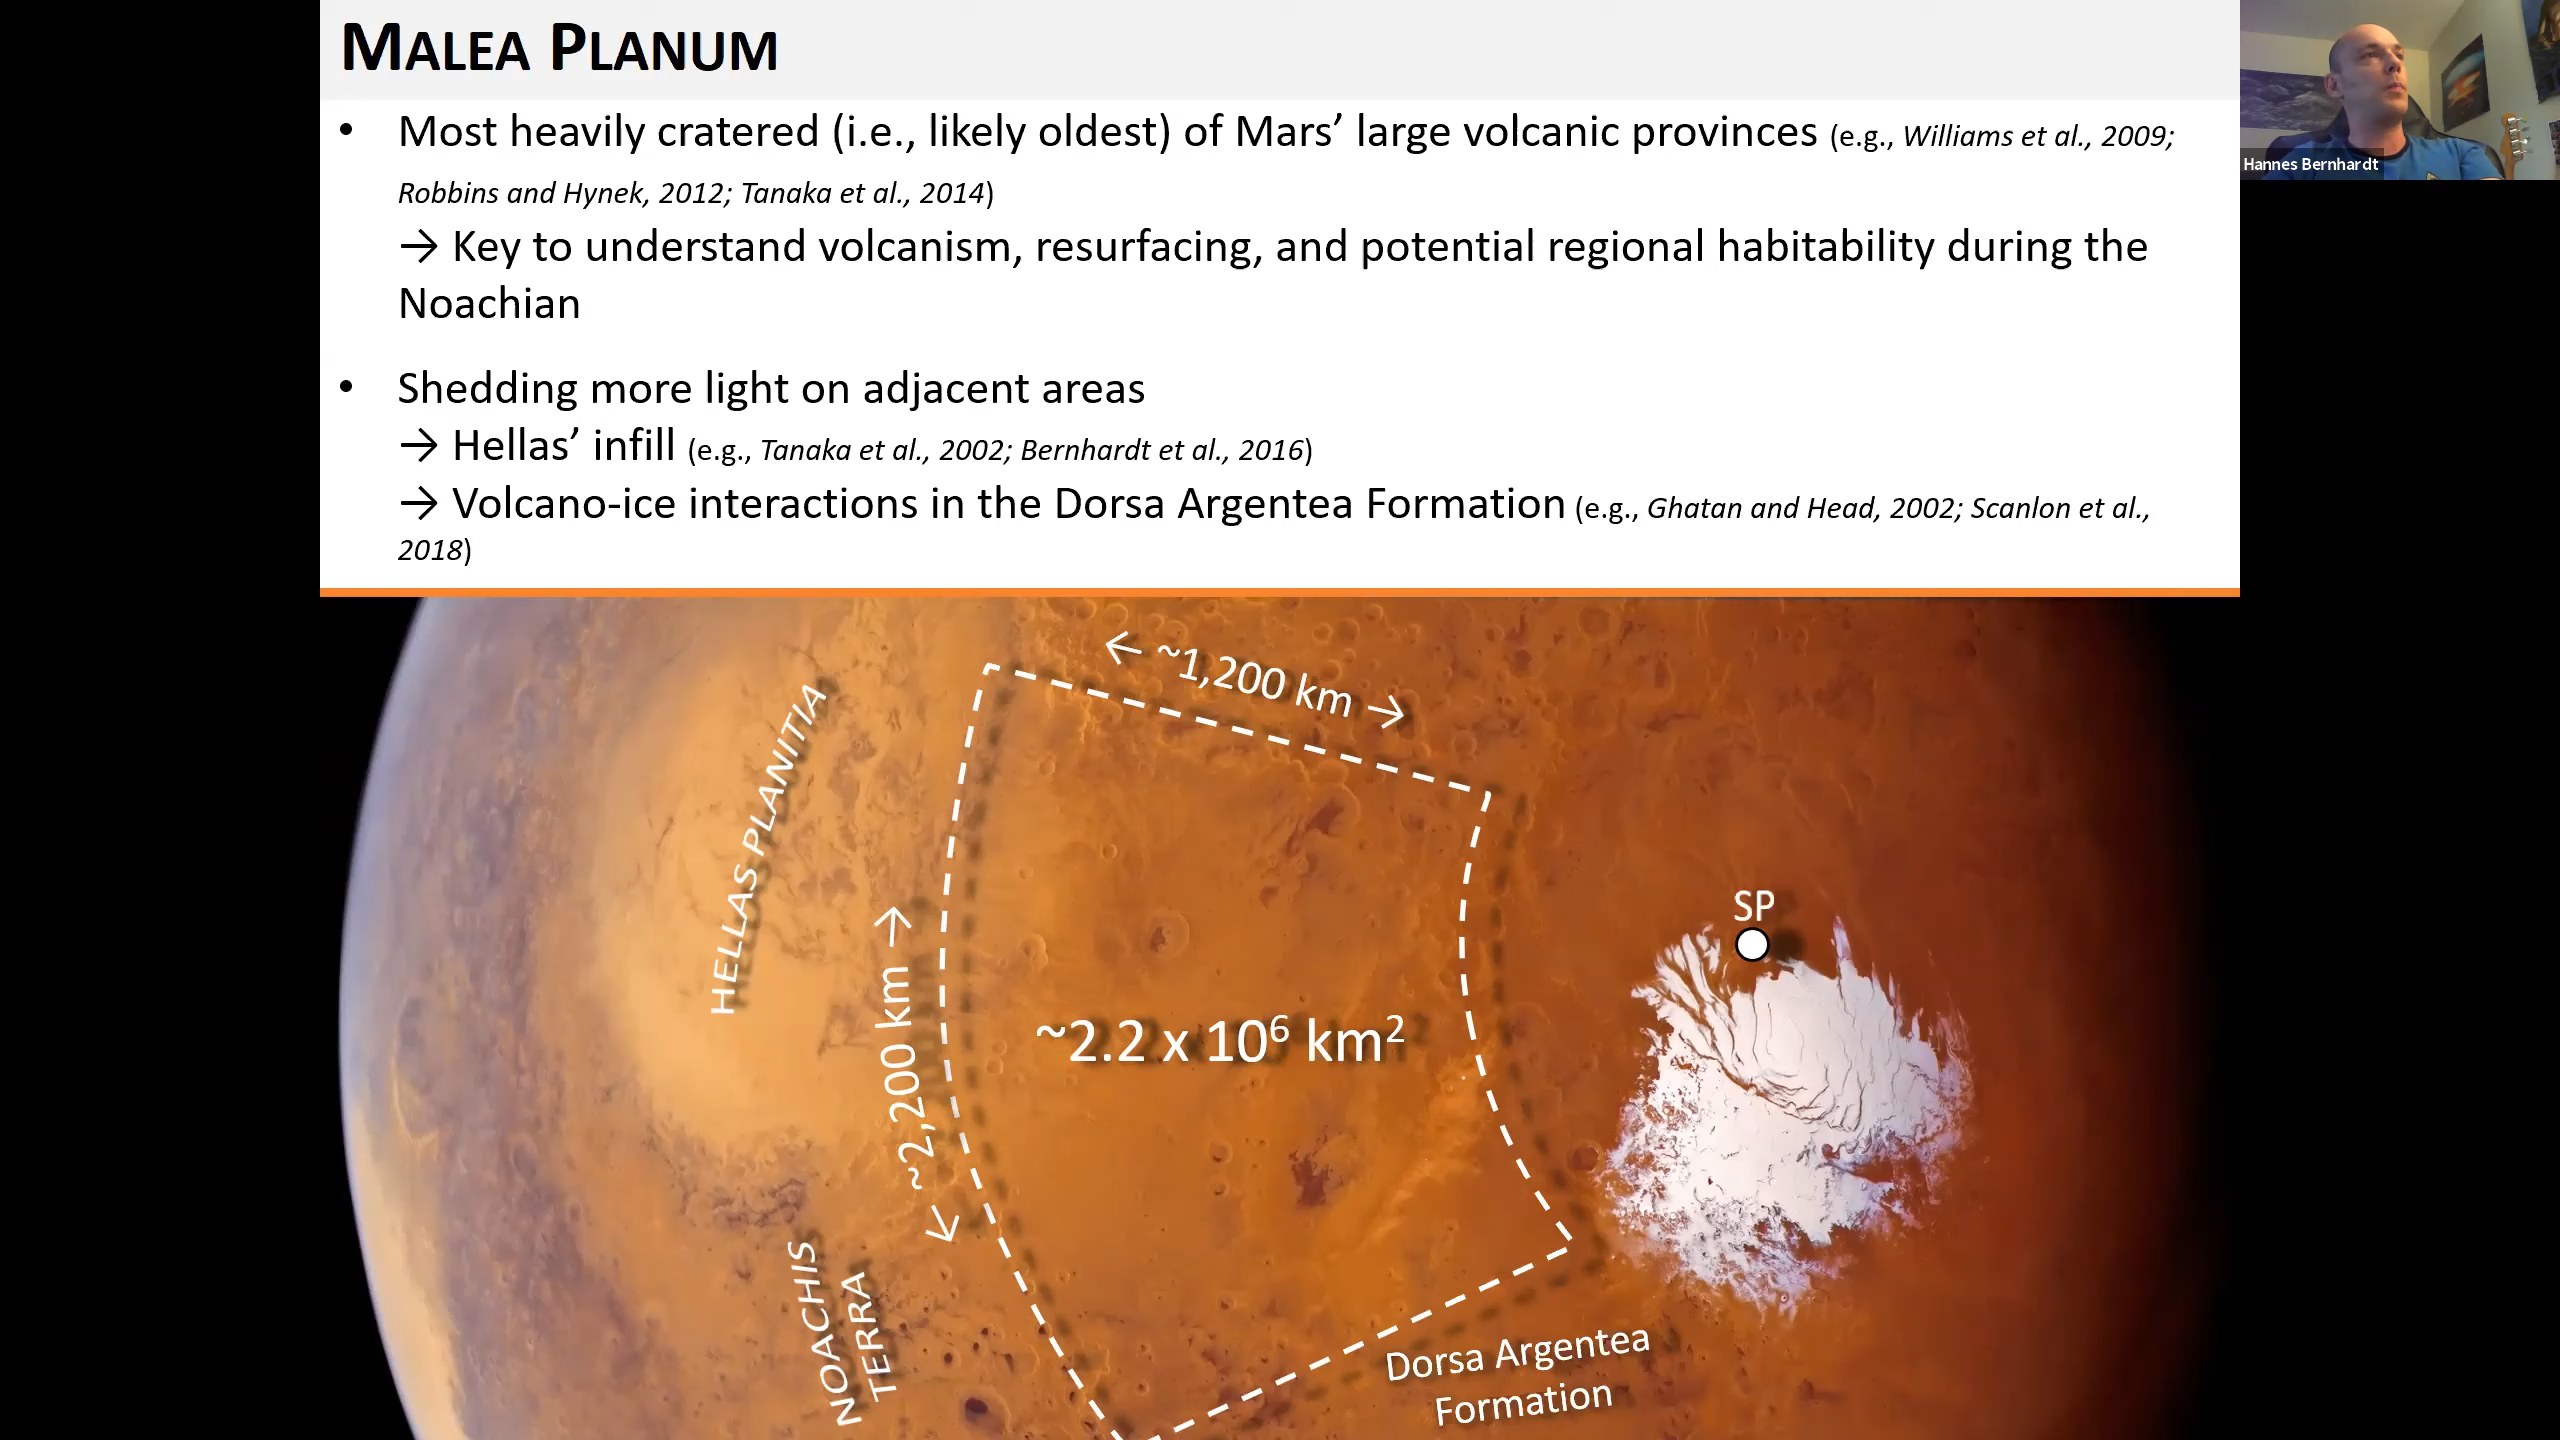 MALEA PLANUM
• Most heavily cratered (i.e., likely oldest) of Mars’ large volcanic provinces (e.g., Williams et al., 2009;
Robbins and Hynek, 2012; Tanaka et al., 2014)
→ Key to understand volcanism, resurfacing, and potential regional habitability during the
Noachian
• Shedding more light on adjacent areas
→ Hellas’ infill (e.g., Tanaka et al., 2002; Bernhardt et al., 2016)
→ Volcano-ice interactions in the Dorsa Argentea Formation (e.g., Ghatan and Head, 2002; Scanlon et al.,
2018)
Hannes Bernhardt
← ~1,200 km →
HELLAS PLANITIA
← ~2,200 km →
~2.2 x 10⁶ km²
SP
NOACHIS
TERRA
Dorsa Argentea
Formation